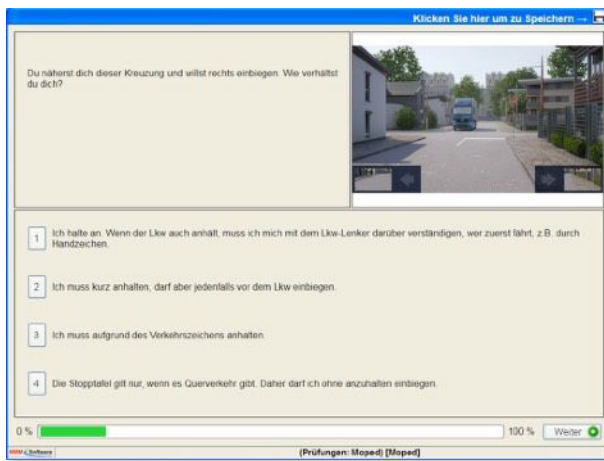 Klicken Sie hier um zu Speichern →
Du näherst dich dieser Kreuzung und willst rechts einbiegen. Wie verhältst
du dich?
1 Ich halte an. Wenn der Lkw auch anhält, muss ich mich mit dem Lkw-Lenker darüber verständigen, wer zuerst fährt, z.B. durch
Handzeichen.
2 Ich muss kurz anhalten, darf aber jedenfalls vor dem Lkw einbiegen.
3 Ich muss aufgrund des Verkehrszeichens anhalten.
4 Die Stopptafel gilt nur, wenn es Querverkehr gibt. Daher darf ich ohne anzuhalten einbiegen.
0 % 100 % Weiter
Software (Prüfungen: Moped) [Moped]